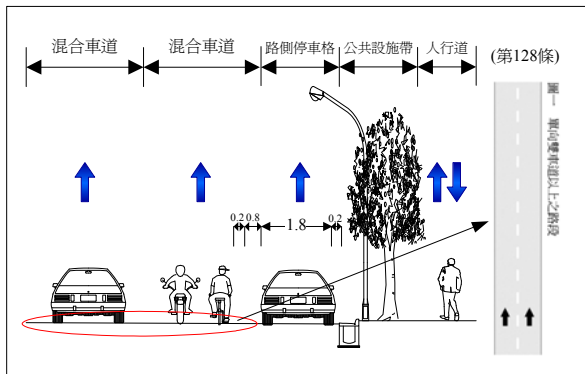 混合車道 混合車道 路側停車格 公共設施帶 人行道
(第128條)
圖一 單向雙車道以上之路段
0.2 0.8 1.8 0.2